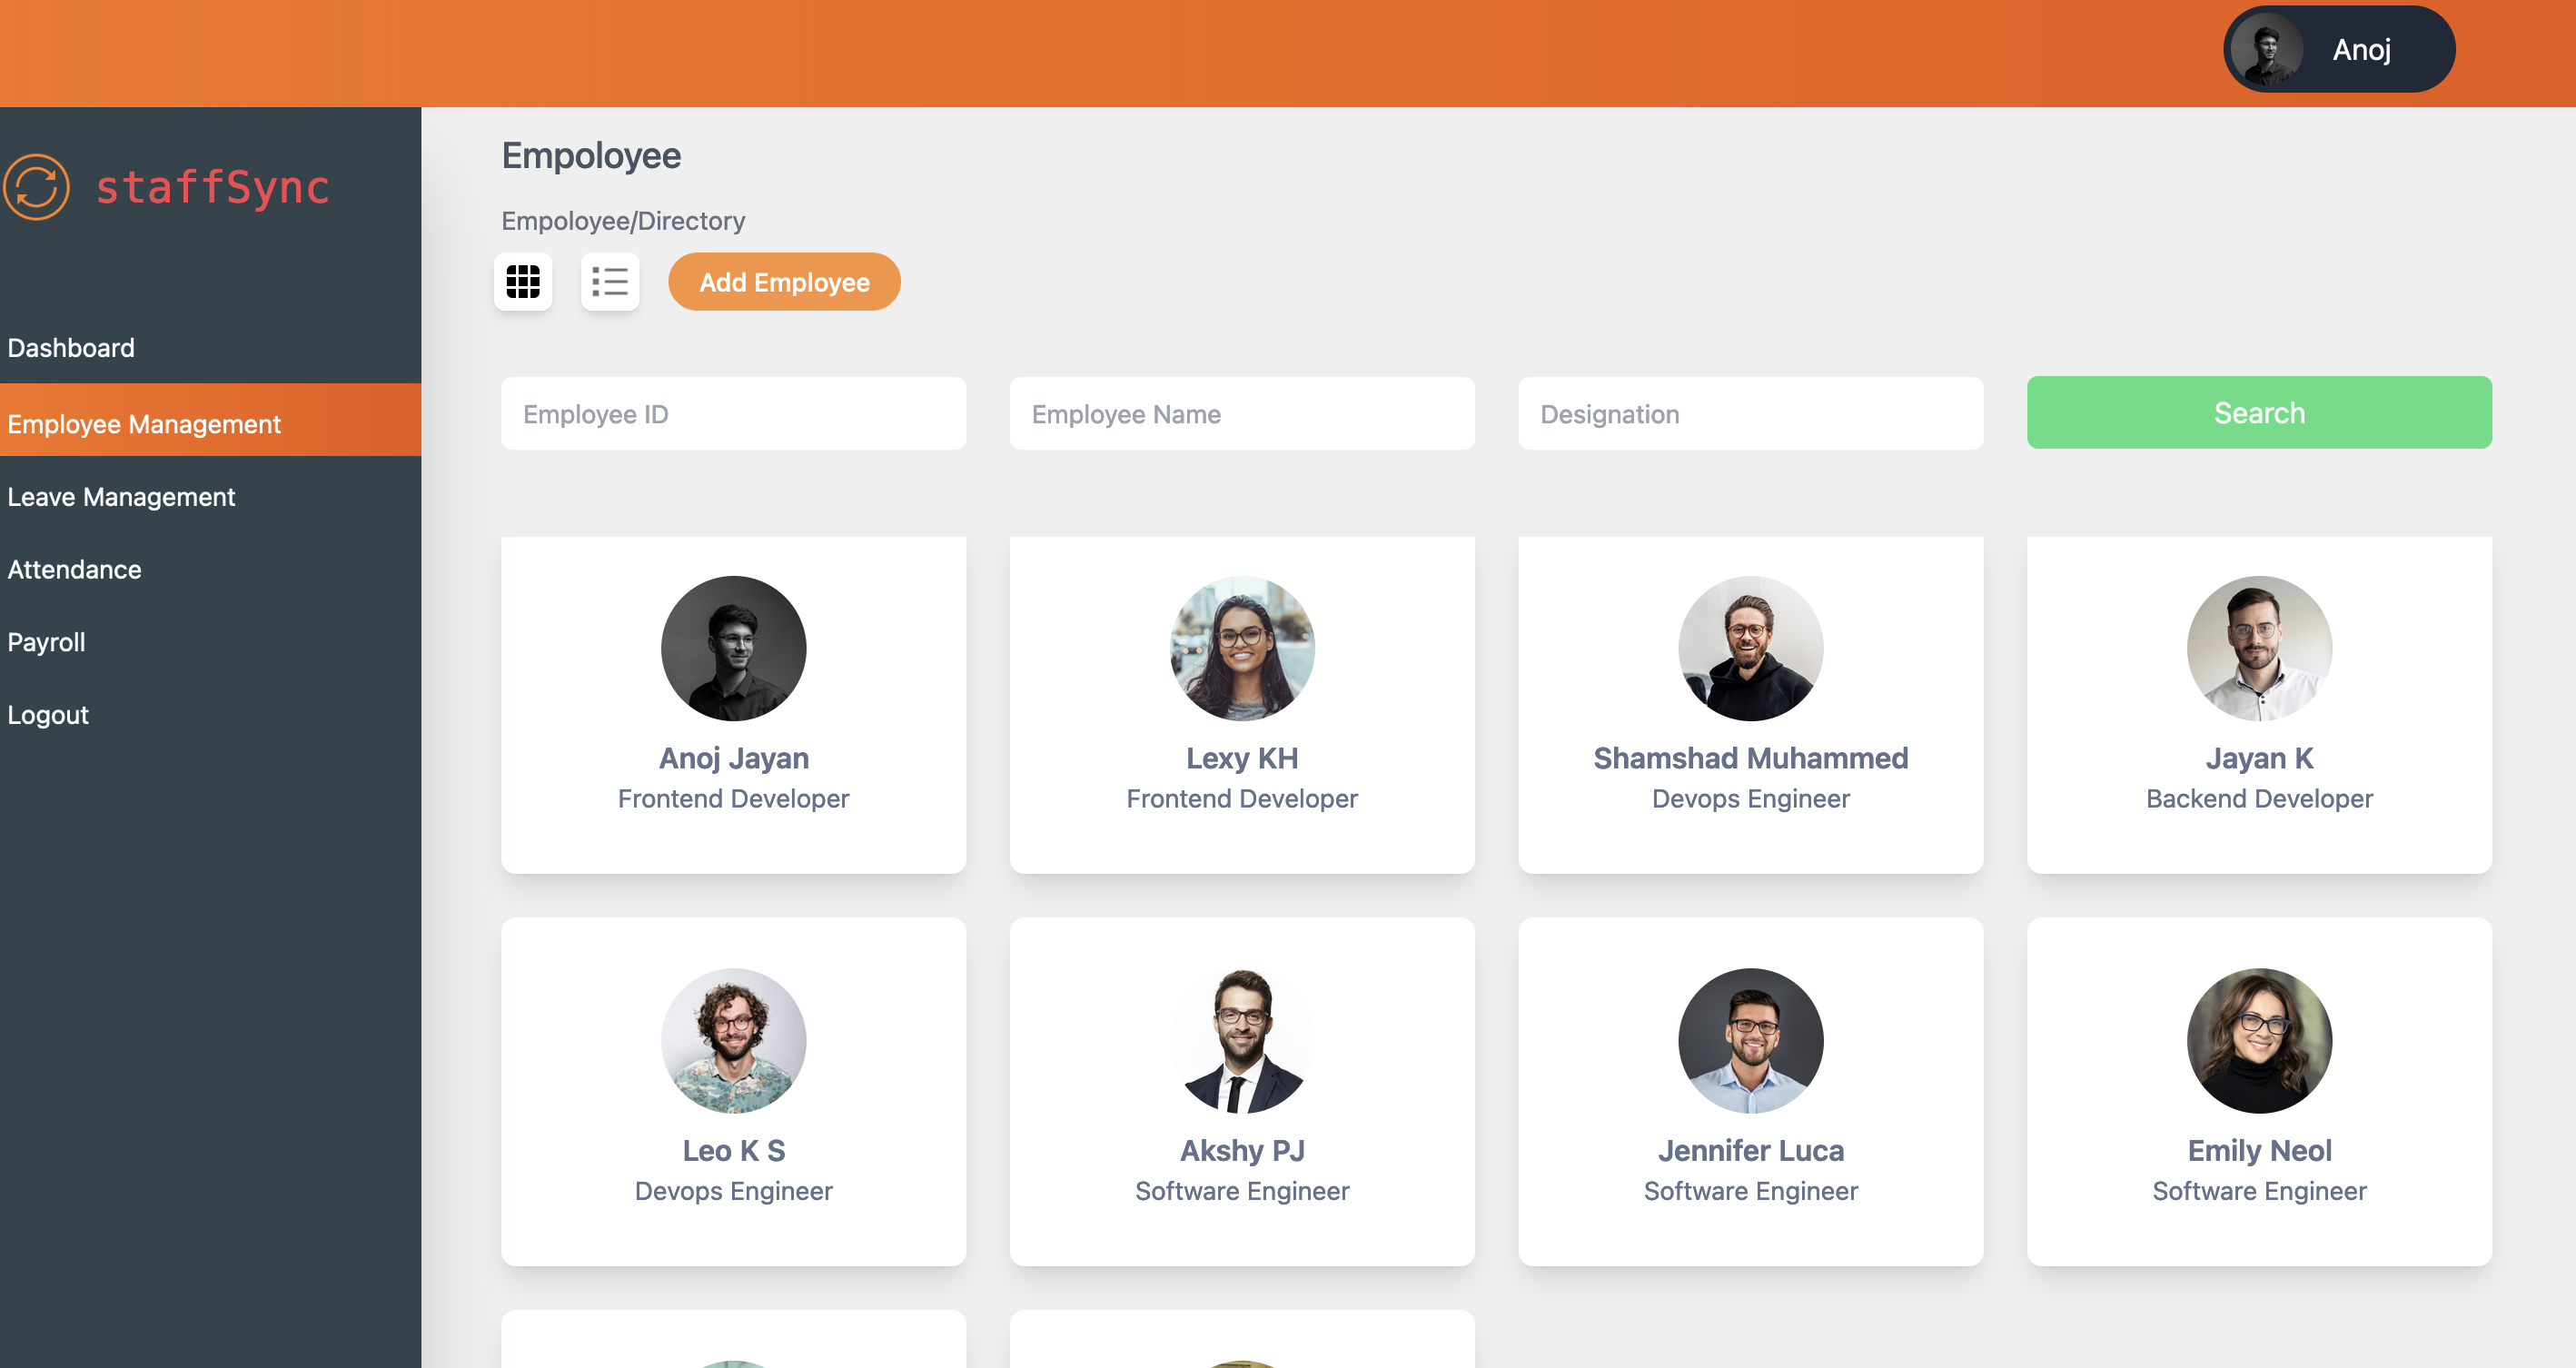 Anoj
staffSync
Dashboard
Employee Management
Leave Management
Attendance
Payroll
Logout
Empoloyee
Empoloyee/Directory
Add Employee
Employee ID
Employee Name
Designation
Search
Anoj Jayan
Frontend Developer
Lexy KH
Frontend Developer
Shamshad Muhammed
Devops Engineer
Jayan K
Backend Developer
Leo K S
Devops Engineer
Akshy PJ
Software Engineer
Jennifer Luca
Software Engineer
Emily Neol
Software Engineer